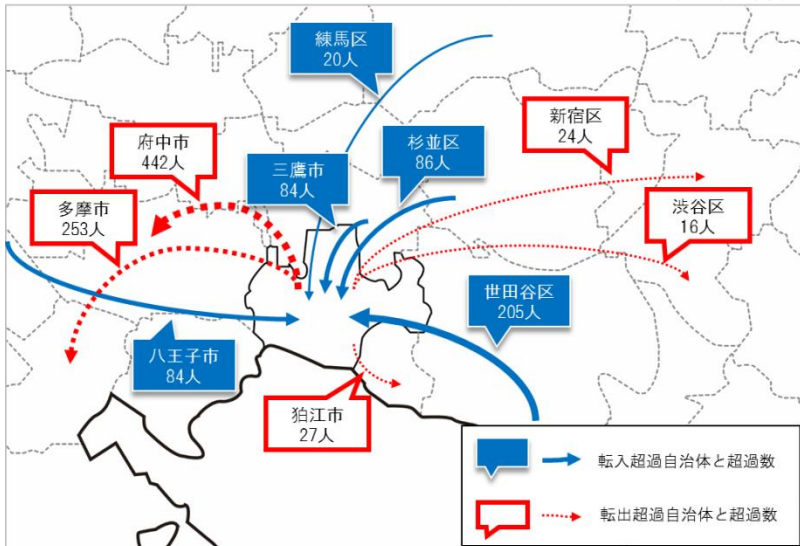 練馬区
20人
新宿区
24人
府中市
442人
杉並区
86人
三鷹市
84人
多摩市
253人
渋谷区
16人
世田谷区
205人
八王子市
84人
狛江市
27人
転入超過自治体と超過数
転出超過自治体と超過数